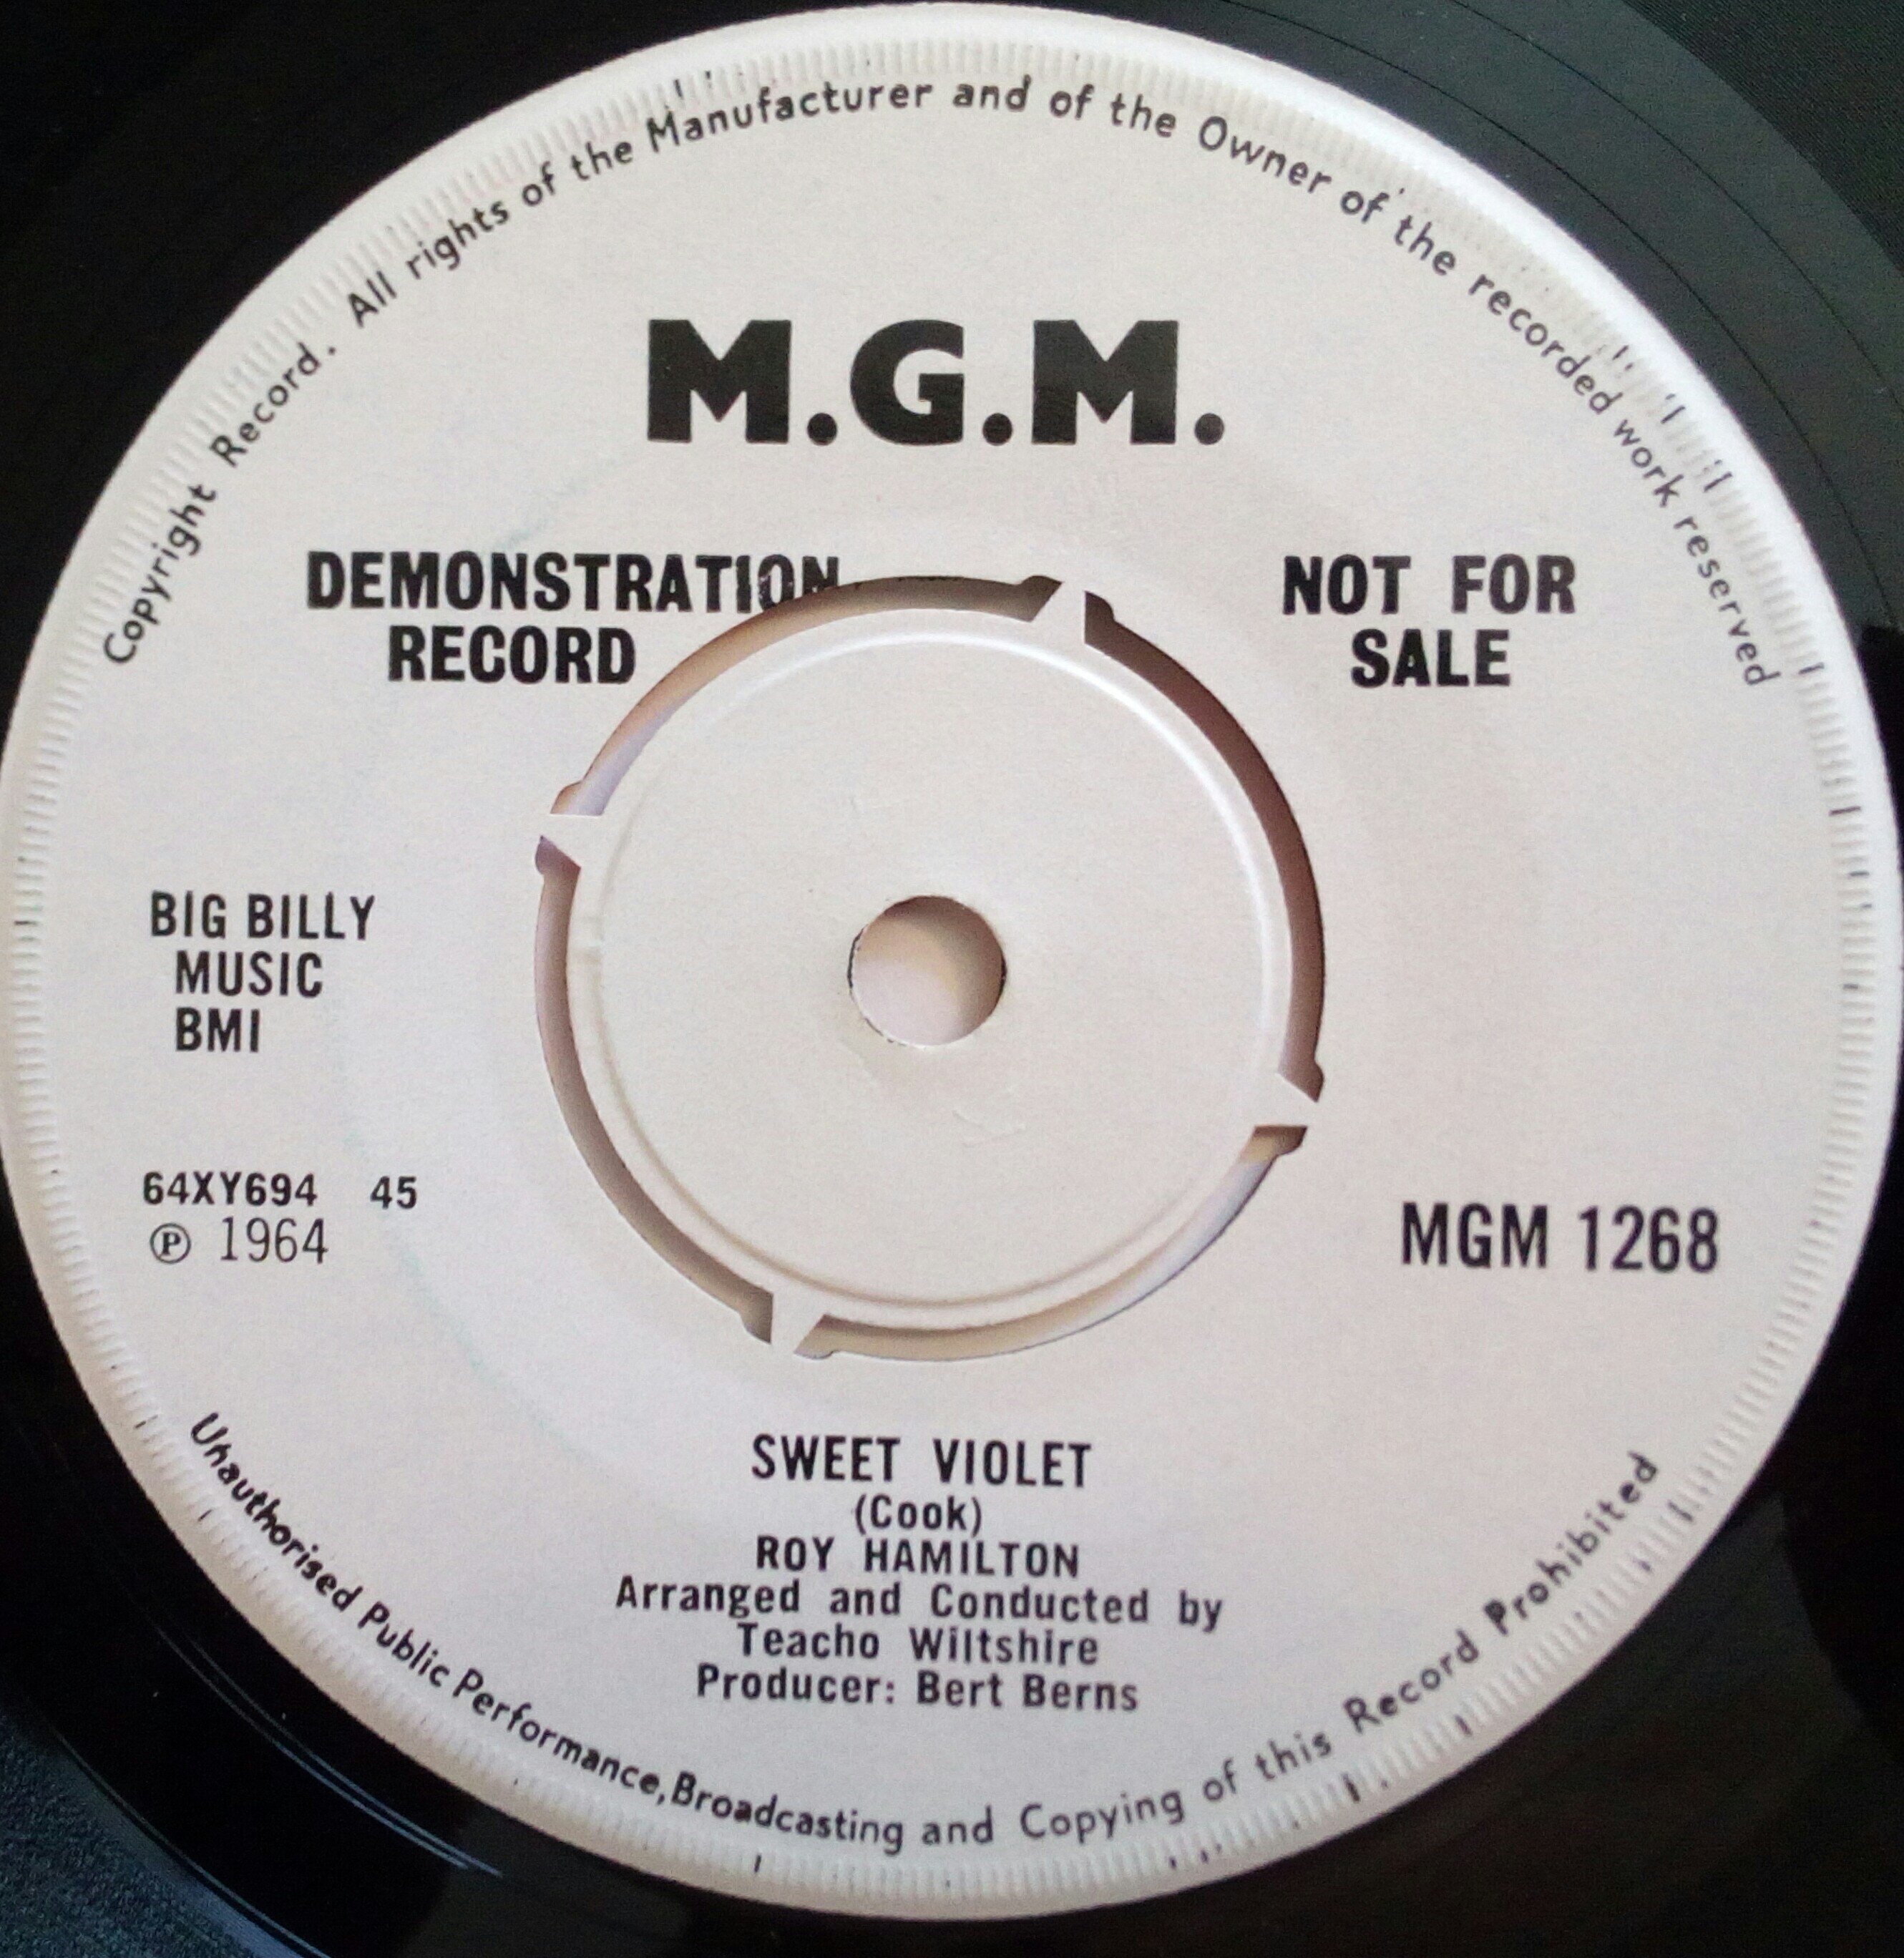 Copyright Record. All rights of the Manufacturer and of the Owner of the recorded work reserved
M.G.M.
DEMONSTRATION
RECORD
NOT FOR
SALE
BIG BILLY
MUSIC
BMI
64XY694 45
℗ 1964
MGM 1268
SWEET VIOLET
(Cook)
ROY HAMILTON
Arranged and Conducted by
Teacho Wiltshire
Producer: Bert Berns
Unauthorised Public Performance, Broadcasting and Copying of this Record Prohibited